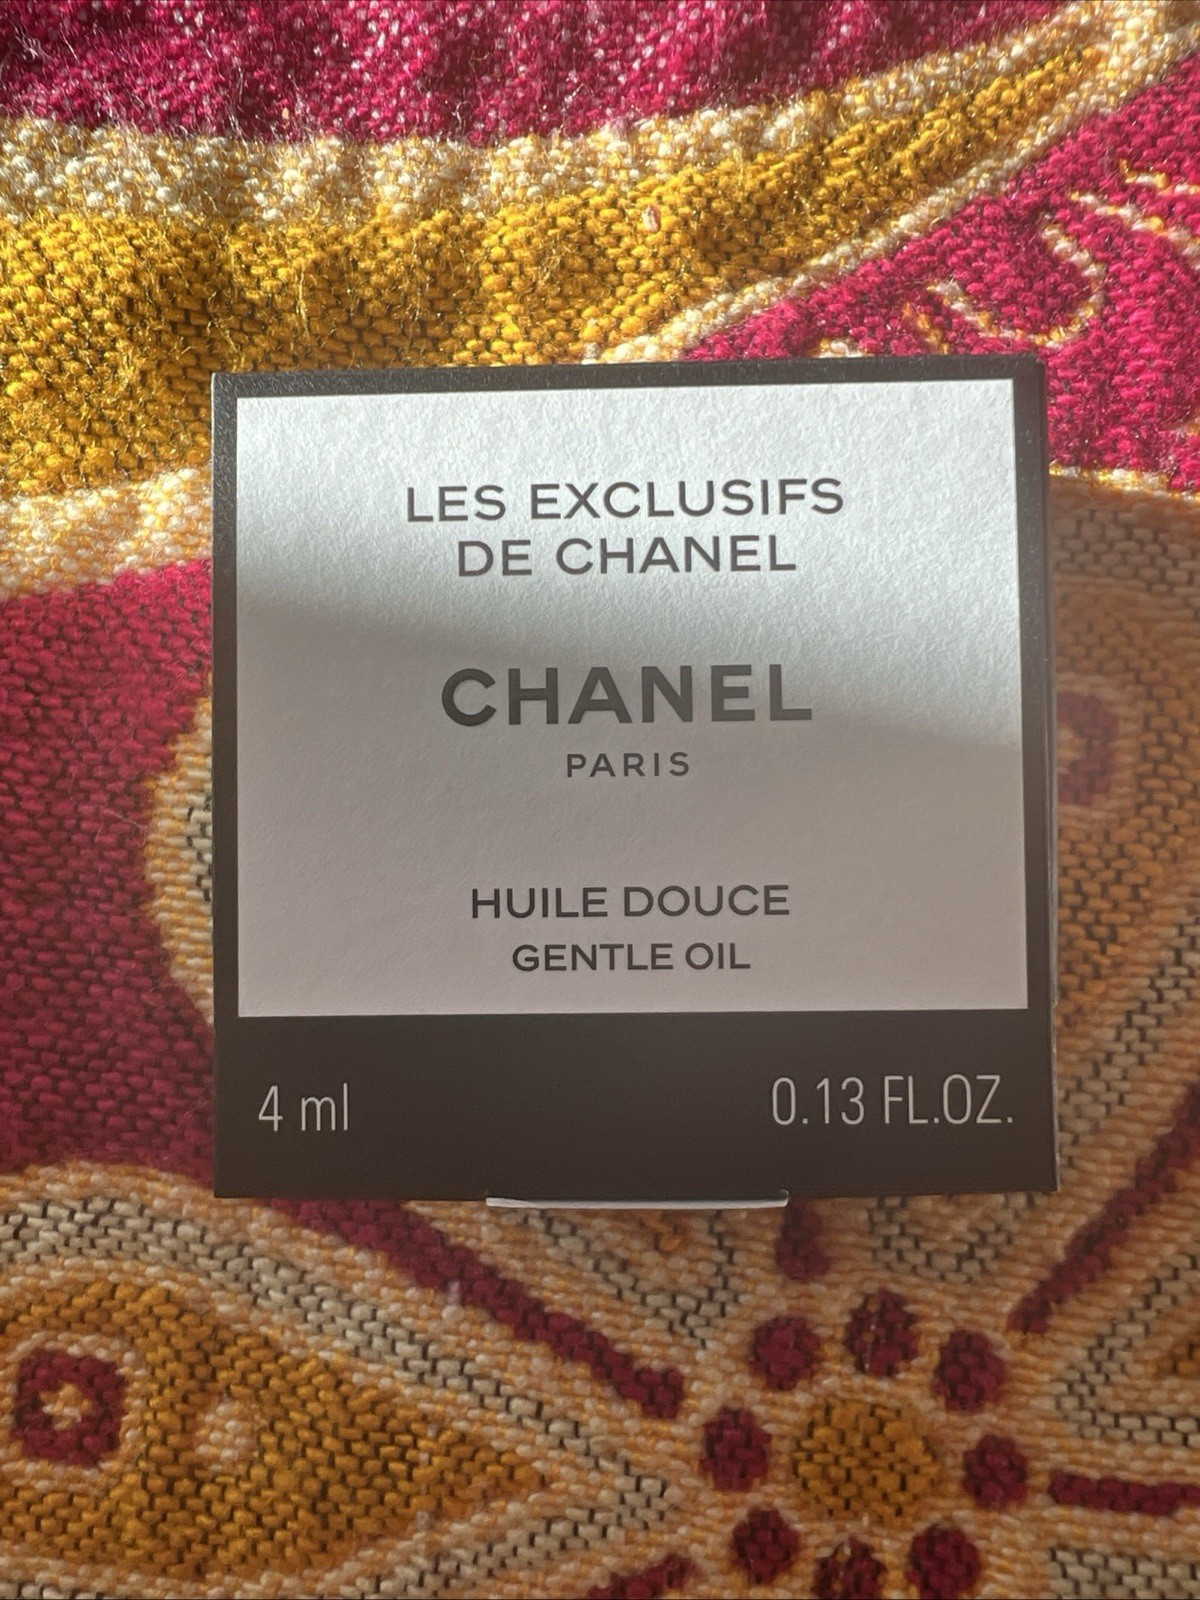 LES EXCLUSIFS
DE CHANEL
CHANEL
PARIS
HUILE DOUCE
GENTLE OIL
4 ml 0.13 FL.OZ.